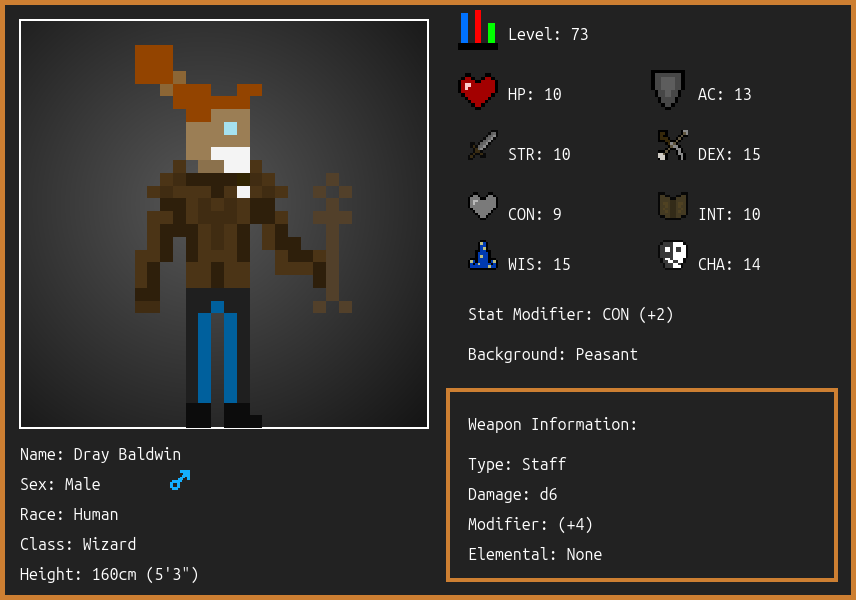 Level: 73
HP: 10
AC: 13
STR: 10
DEX: 15
CON: 9
INT: 10
WIS: 15
CHA: 14
Stat Modifier: CON (+2)
Background: Peasant
Weapon Information:
Type: Staff
Damage: d6
Modifier: (+4)
Elemental: None
Name: Dray Baldwin
Sex: Male
Race: Human
Class: Wizard
Height: 160cm (5'3")